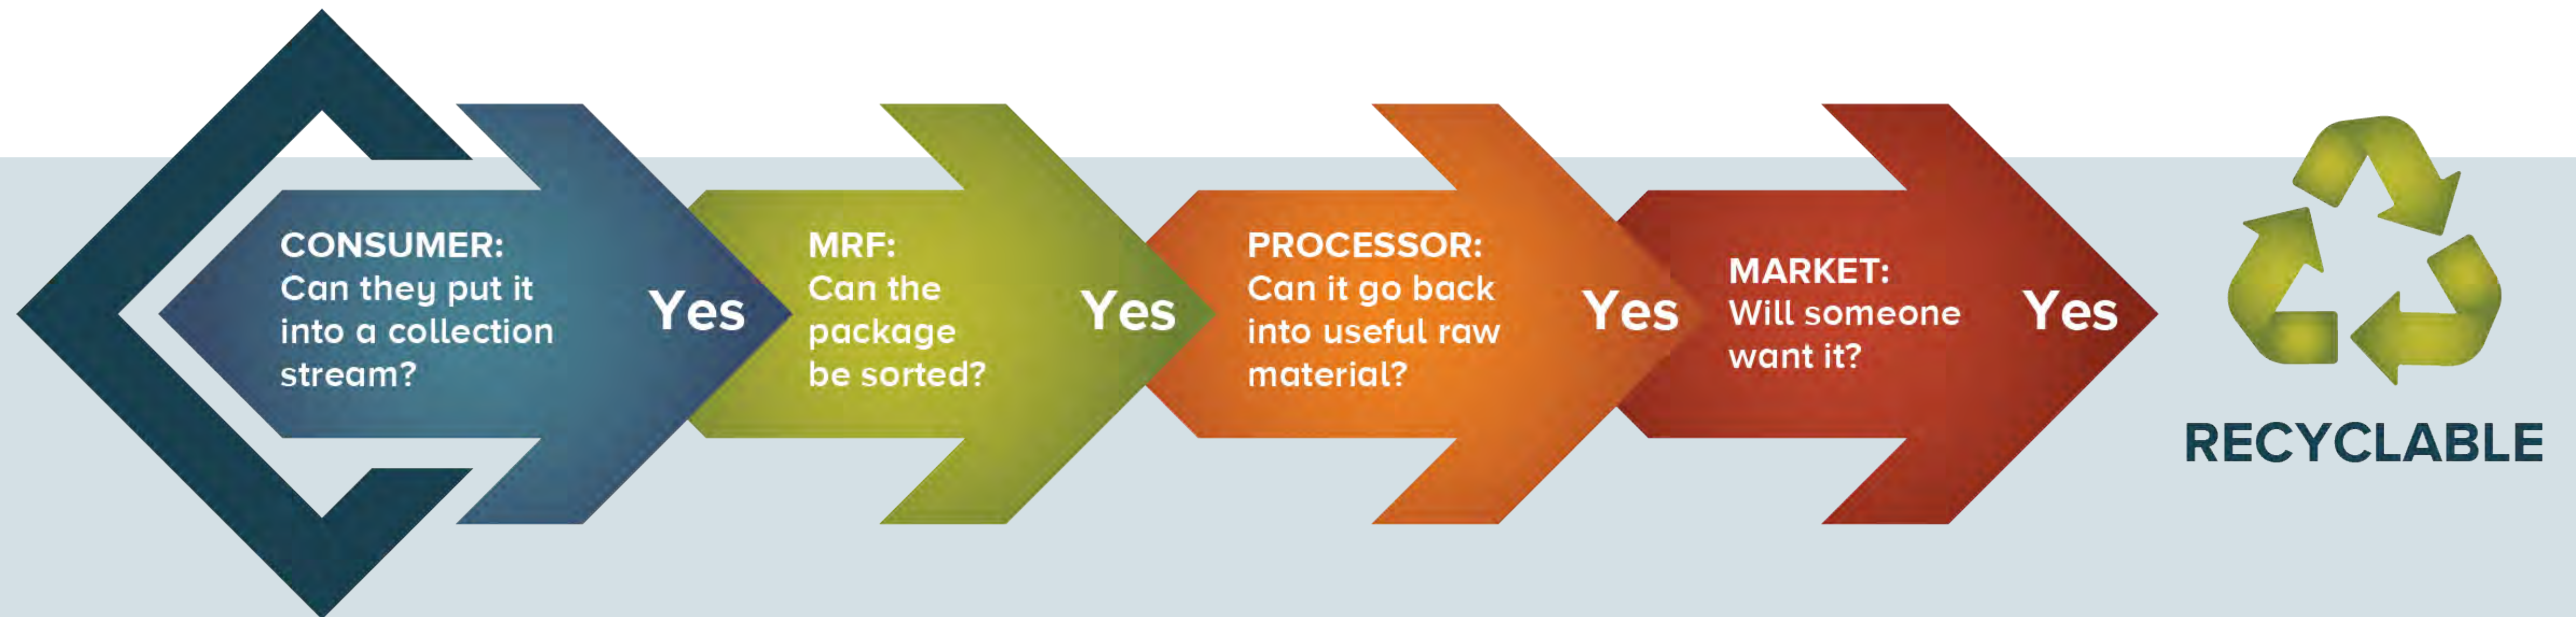 CONSUMER:
Can they put it
into a collection
stream?
Yes
MRF:
Can the
package
be sorted?
Yes
PROCESSOR:
Can it go back
into useful raw
material?
Yes
MARKET:
Will someone
want it?
Yes
RECYCLABLE